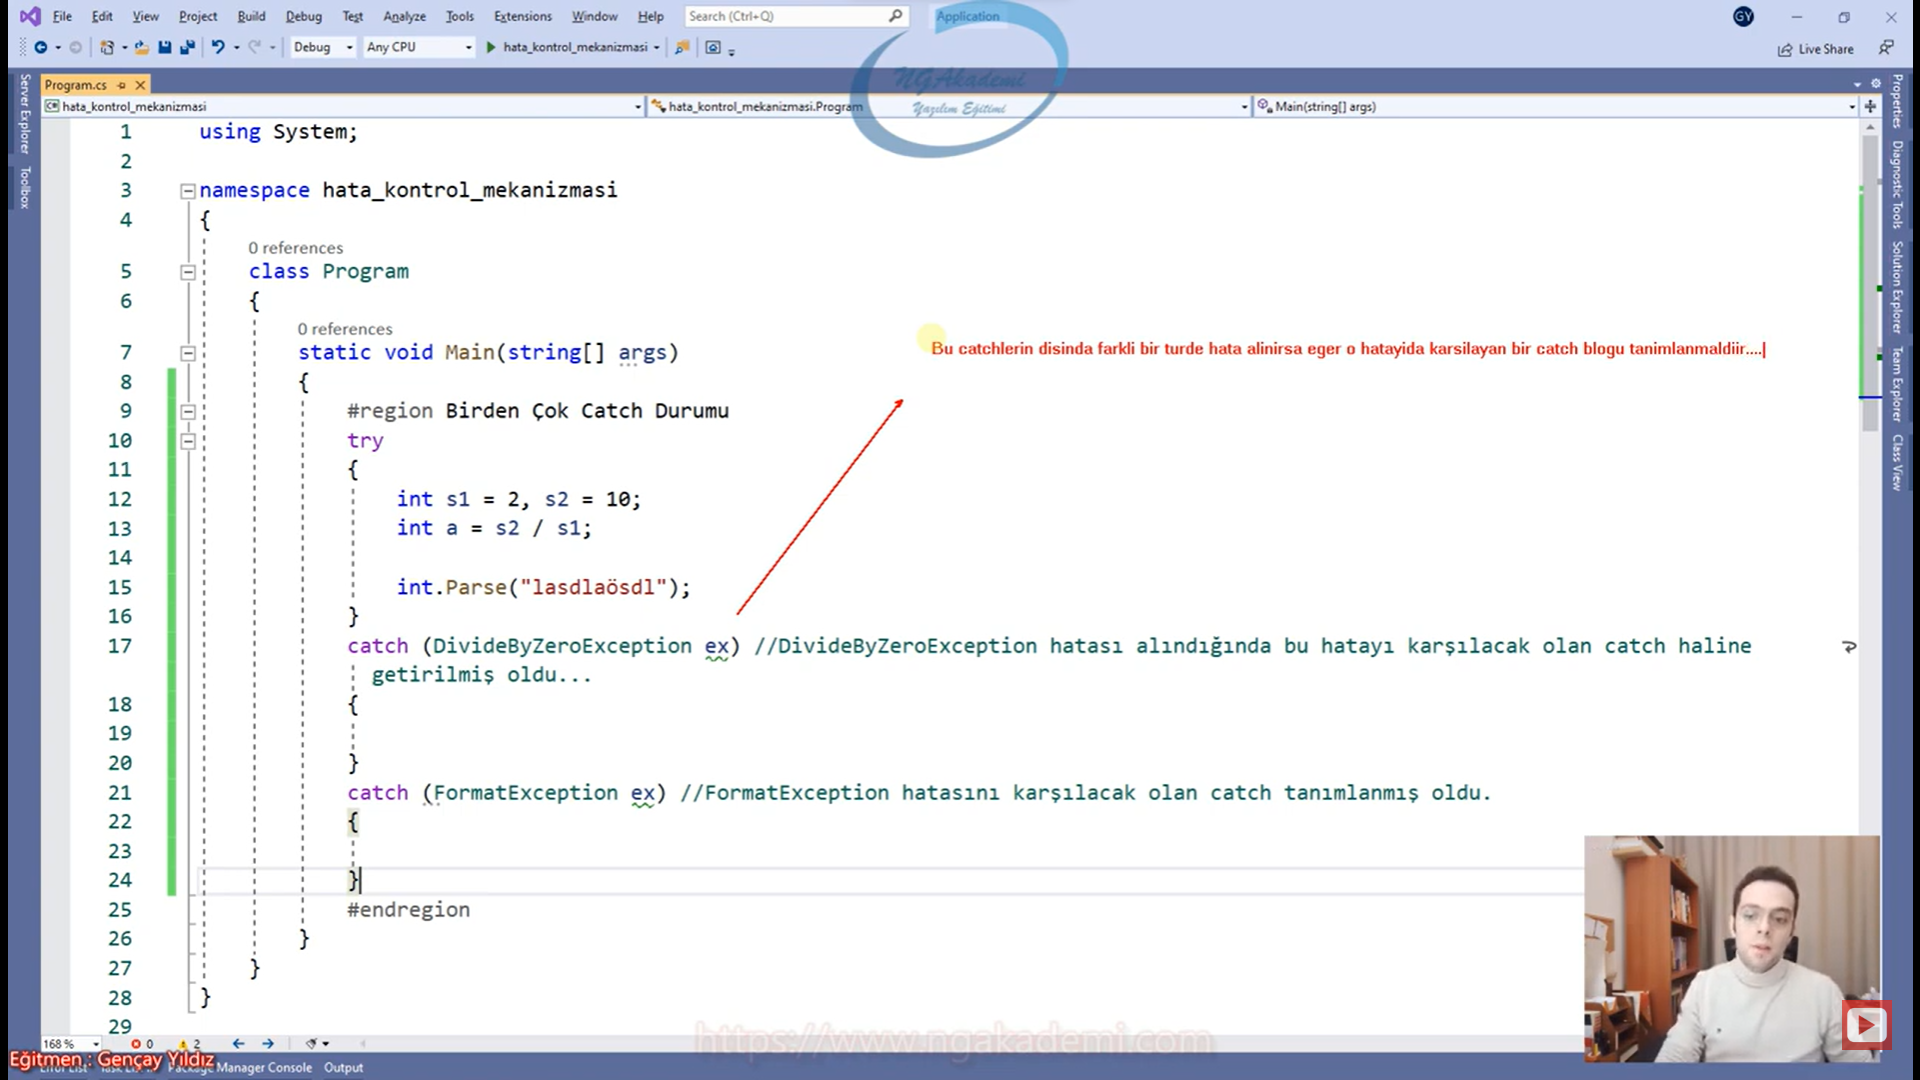 File Edit View Project Build Debug Test Analyze Tools Extensions Window Help Search (Ctrl+Q) Application GY
Debug Any CPU hata_kontrol_mekanizmasi Live Share
NGAkademi
Yazılım Eğitimi
Program.cs
hata_kontrol_mekanizmasi hata_kontrol_mekanizmasi.Program Main(string[] args)
Server Explorer
Toolbox
Properties
Diagnostic Tools
Solution Explorer
Team Explorer
Class View
1 using System;
2
3 namespace hata_kontrol_mekanizmasi
4 {
0 references
5 class Program
6 {
0 references
7 static void Main(string[] args)
Bu catchlerin disinda farkli bir turde hata alinirsa eger o hatayida karsilayan bir catch blogu tanimlanmaldiir....
8 {
9 #region Birden Çok Catch Durumu
10 try
11 {
12 int s1 = 2, s2 = 10;
13 int a = s2 / s1;
14
15 int.Parse("lasdlaösdl");
16 }
17 catch (DivideByZeroException ex) //DivideByZeroException hatası alındığında bu hatayı karşılacak olan catch haline
getirilmiş oldu...
18 {
19
20 }
21 catch (FormatException ex) //FormatException hatasını karşılacak olan catch tanımlanmış oldu.
22 {
23
24 }
25 #endregion
26 }
27 }
28 }
29
168 % 0 2
https://www.ngakademi.com
Eğitmen : Gençay Yıldız
Package Manager Console Output